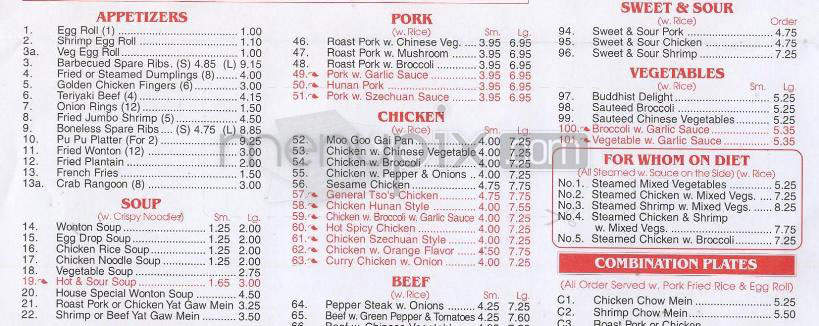 APPETIZERS
1. Egg Roll (1) 1.00
2. Shrimp Egg Roll 1.10
3a. Veg Egg Roll 1.00
3. Barbecued Spare Ribs. (S) 4.85 (L) 9.15
4. Fried or Steamed Dumplings (8) 4.00
5. Golden Chicken Fingers (6) 3.00
6. Teriyaki Beef (4) 4.15
7. Onion Rings (12) 1.50
8. Fried Jumbo Shrimp (5) 4.50
9. Boneless Spare Ribs (S) 4.75 (L) 8.85
10. Pu Pu Platter (For 2)
11. Fried Wonton (12) 3.00
12. Fried Plantain 2.00
13. French Fries 1.50
13a. Crab Rangoon (8) 3.00
SOUP
(w. Crispy Noodles) Sm. Lg.
14. Wonton Soup 1.25 2.00
15. Egg Drop Soup 1.25 2.00
16. Chicken Rice Soup 1.25 2.00
17. Chicken Noodle Soup 1.25 2.00
18. Vegetable Soup 2.75
19. Hot & Sour Soup 1.65 3.00
20. House Special Wonton Soup 4.50
21. Roast Pork or Chicken Yat Gaw Mein 3.25
22. Shrimp or Beef Yat Gaw Mein 3.50
PORK
(w. Rice) Sm. Lg.
46. Roast Pork w. Chinese Veg. 3.95 6.95
47. Roast Pork w. Mushroom 3.95 6.95
48. Roast Pork w. Broccoli 3.95 6.95
49. Pork w. Garlic Sauce 3.95 6.95
50. Hunan Pork 3.95 6.95
51. Pork w. Szechuan Sauce 3.95 6.95
CHICKEN
(w. Rice) Sm. Lg.
52. Moo Goo Gai Pan 4.00 7.25
53. Chicken w. Chinese Vegetable 4.00 7.25
54. Chicken w. 4.00 7.25
55. Chicken w. Pepper & Onions 4.00 7.25
56. Sesame Chicken 4.75 7.75
57. General Tso's Chicken 4.75 7.75
58. Chicken Hunan Style 4.00 7.25
59. Chicken w. Broccoli w. Garlic Sauce 4.00 7.25
60. Hot Spicy Chicken 4.00 7.25
61. Chicken Szechuan Style 4.00 7.25
62. Chicken w. Orange Flavor 4.50 7.75
63. Curry Chicken w. Onion 4.00 7.25
BEEF
(w. Rice) Sm. Lg.
64. Pepper Steak w. Onions 4.25 7.25
65. Beef w. Green Pepper & Tomatoes 4.25 7.60
SWEET & SOUR
(w. Rice) Order
94. Sweet & Sour Pork 4.75
95. Sweet & Sour Chicken 4.75
96. Sweet & Sour Shrimp 7.25
VEGETABLES
(w. Rice)
97. Buddhist Delight 5.25
98. Sauteed Broccoli 5.25
99. Sauteed Chinese Vegetables 5.25
100. Broccoli w. Garlic Sauce 5.35
101. Vegetable w. Garlic Sauce 5.35
FOR WHOM ON DIET
(All Steamed w. Sauce on the Side) (w. Rice)
No.1. Steamed Mixed Vegetables 5.25
No.2. Steamed Chicken w. Mixed Vegs. 7.25
No.3. Steamed Shrimp w. Mixed Vegs. 8.25
No.4. Steamed Chicken & Shrimp
w. Mixed Vegs. 7.75
No.5. Steamed Chicken w. Broccoli 7.25
COMBINATION PLATES
(All Order Served w. Pork Fried Rice & Egg Roll)
C1. Chicken Chow Mein 5.25
C2. Shrimp Chow Mein 5.50
C3. Roast Pork or Chicken
menupix.com